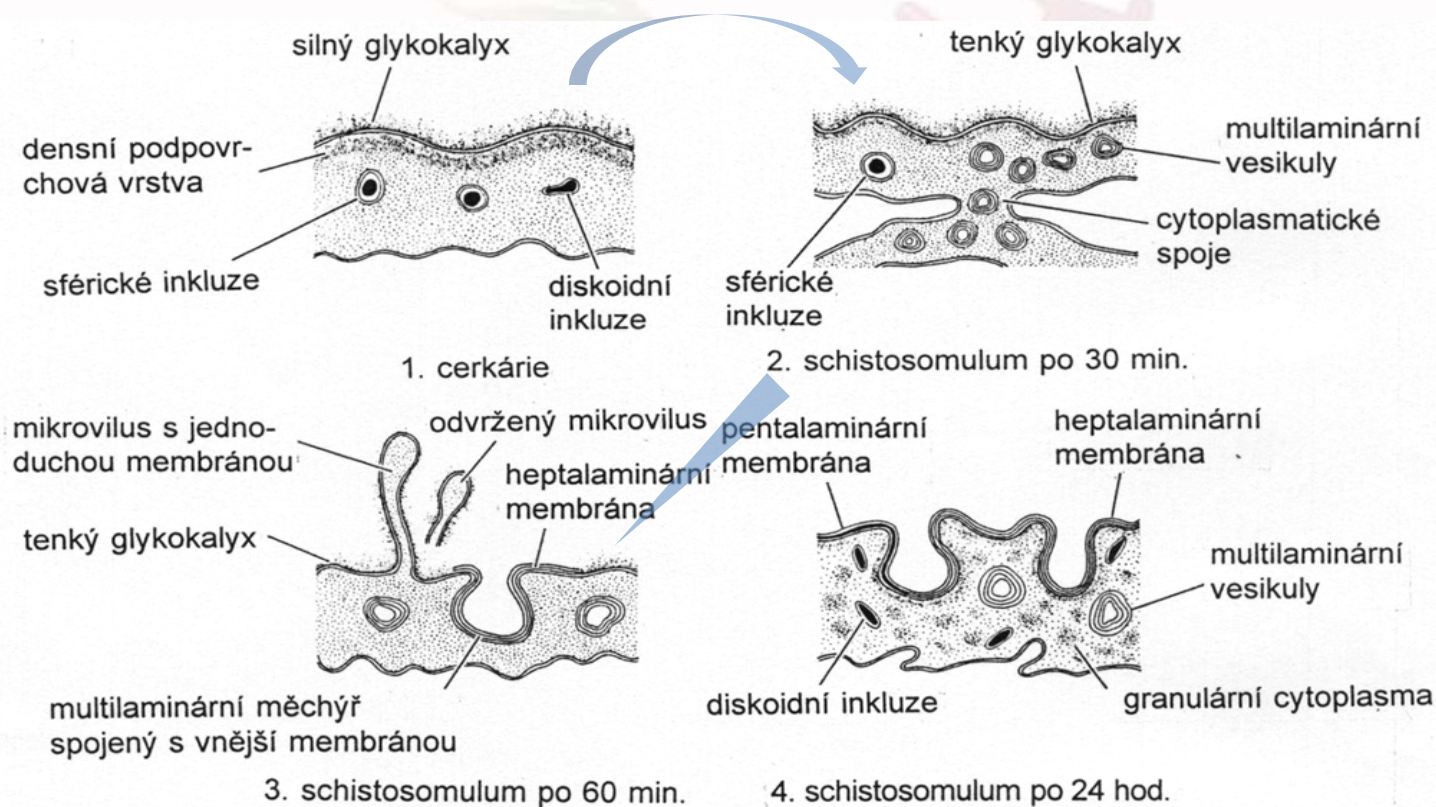 silný glykokalyx
densní podpovr-
chová vrstva
sférické inkluze
diskoidní
inkluze
1. cerkárie
tenký glykokalyx
multilaminární
vesikuly
cytoplasmatické
spoje
sférické
inkluze
2. schistosomulum po 30 min.
mikrovilus s jedno-
duchou membránou
odvržený mikrovilus
heptalaminární
membrána
tenký glykokalyx
multilaminární měchýř
spojený s vnější membránou
3. schistosomulum po 60 min.
pentalaminární
membrána
heptalaminární
membrána
multilaminární
vesikuly
diskoidní inkluze
granulární cytoplasma
4. schistosomulum po 24 hod.